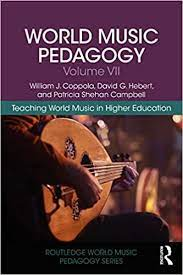 WORLD MUSIC
PEDAGOGY
Volume VII
William J. Coppola, David G. Hebert,
and Patricia Shehan Campbell
Teaching World Music in Higher Education
ROUTLEDGE WORLD MUSIC
PEDAGOGY SERIES